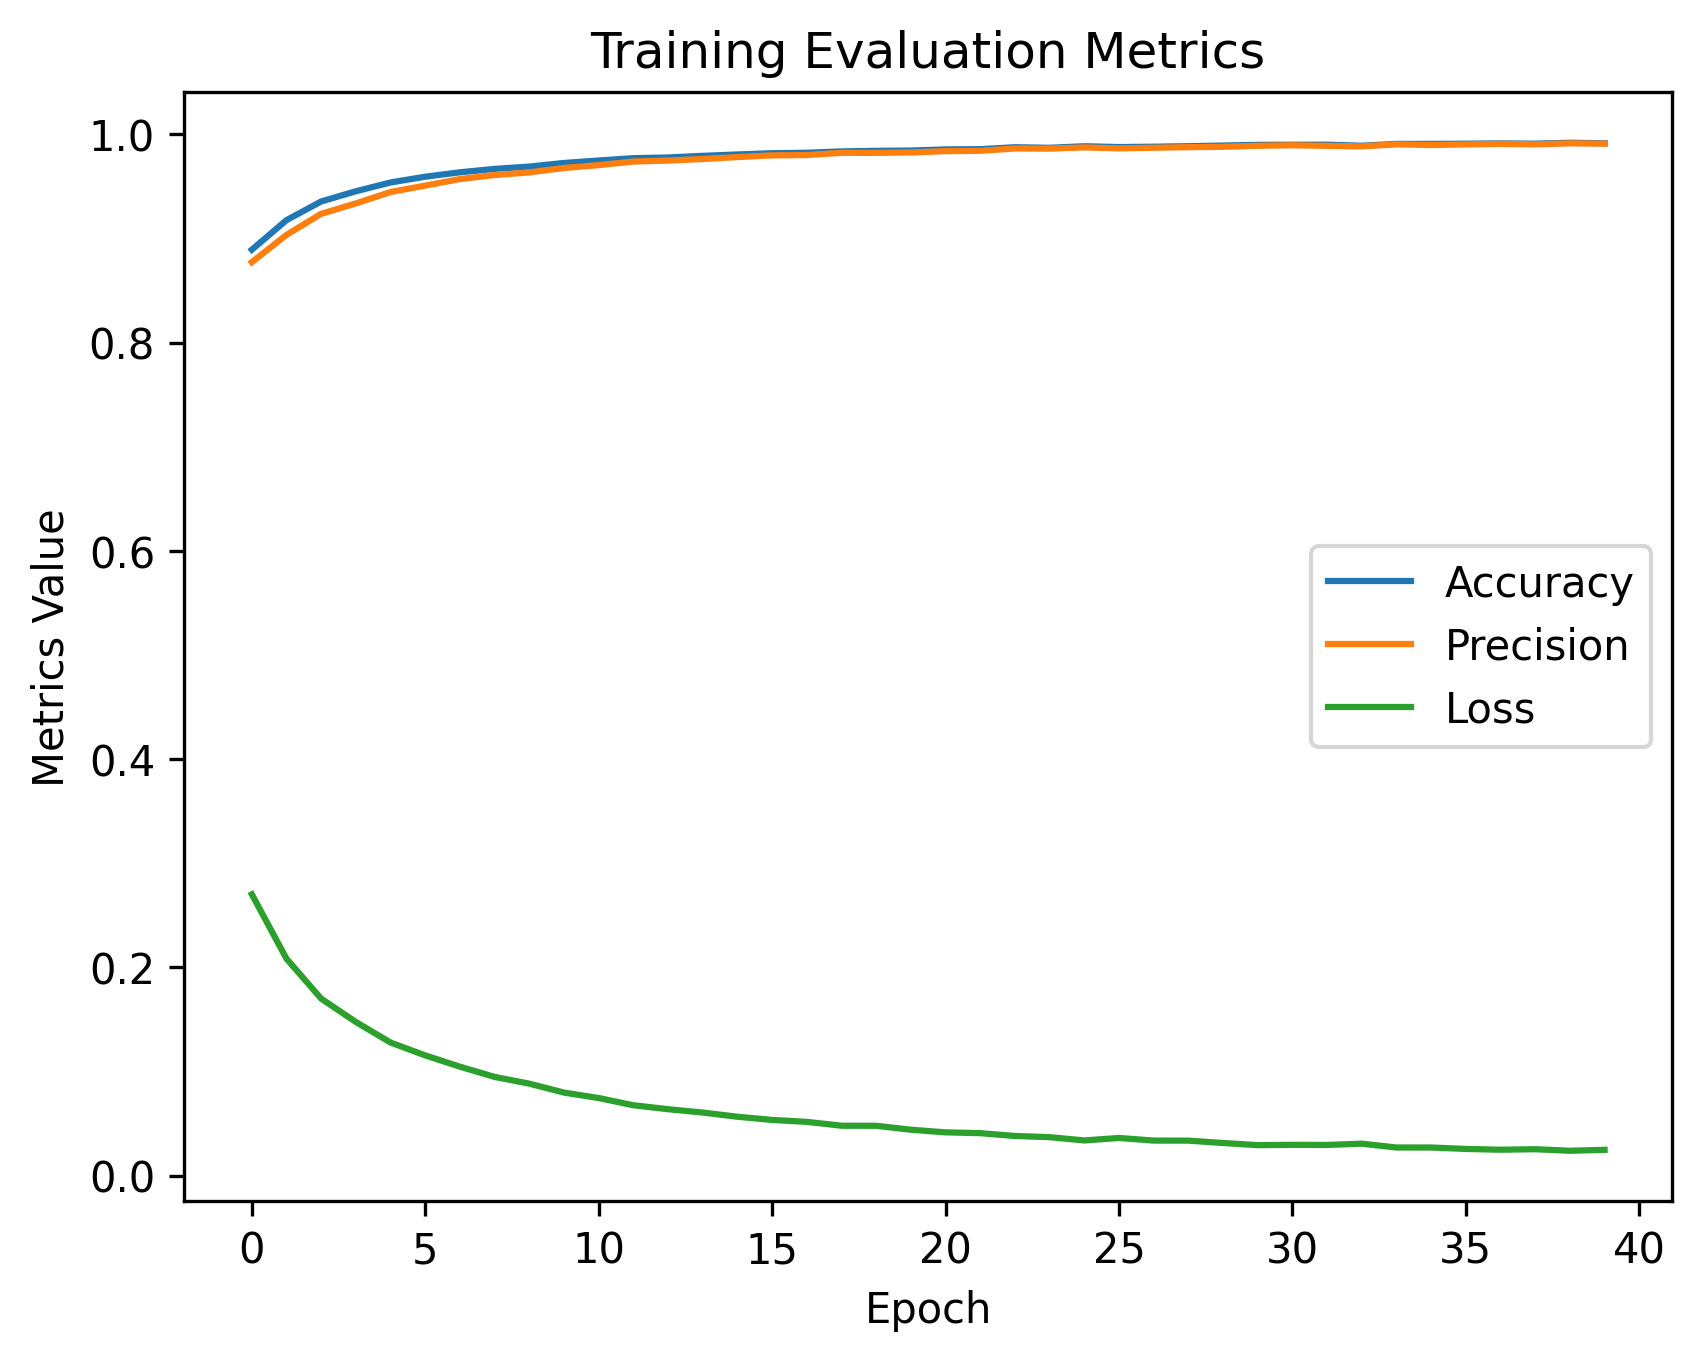 Training Evaluation Metrics
1.0
0.8
0.6
0.4
0.2
0.0
Metrics Value
Accuracy
Precision
Loss
0 5 10 15 20 25 30 35 40
Epoch